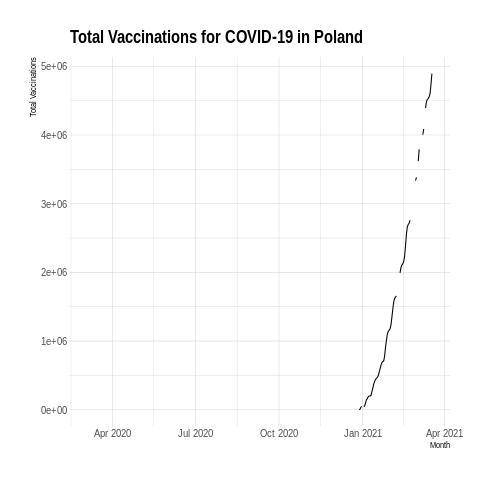 Total Vaccinations for COVID-19 in Poland
Total Vaccinations
5e+06
4e+06
3e+06
2e+06
1e+06
0e+00
Apr 2020
Jul 2020
Oct 2020
Jan 2021
Apr 2021
Month